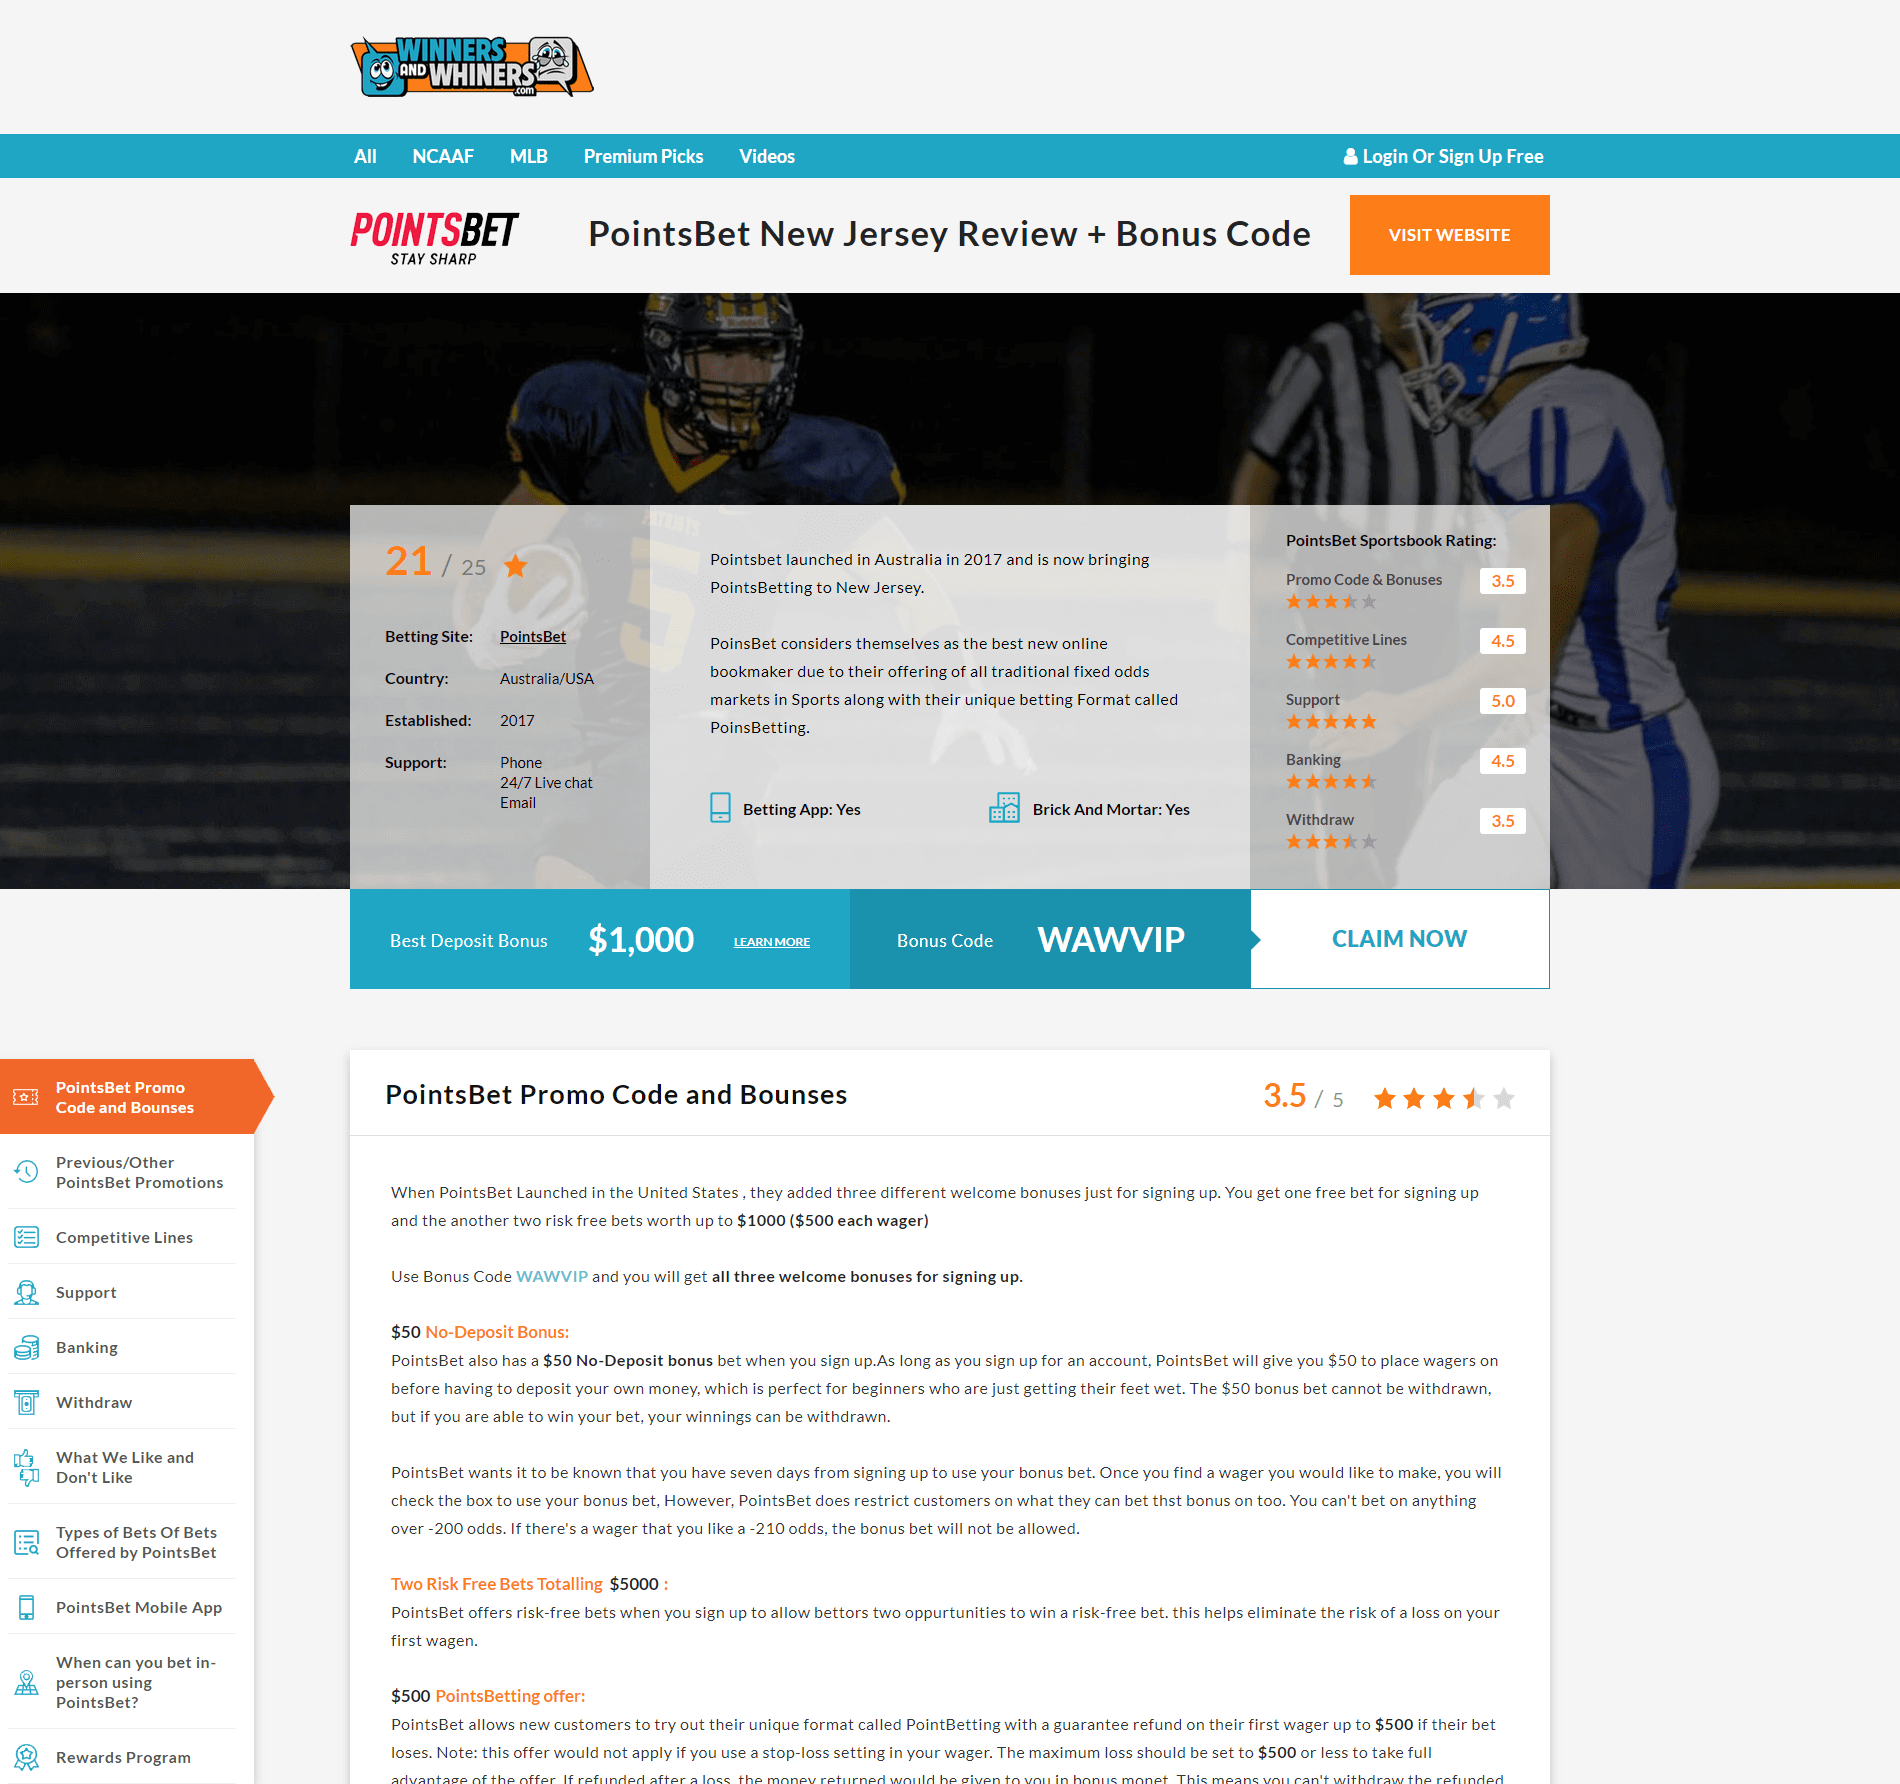 WINNERS
AND WHINERS
.com
All NCAAF MLB Premium Picks Videos Login Or Sign Up Free
POINTSBET
STAY SHARP
PointsBet New Jersey Review + Bonus Code
VISIT WEBSITE
21 / 25
Betting Site: PointsBet
Country: Australia/USA
Established: 2017
Support: Phone
24/7 Live chat
Email
Pointsbet launched in Australia in 2017 and is now bringing
PointsBetting to New Jersey.
PoinsBet considers themselves as the best new online
bookmaker due to their offering of all traditional fixed odds
markets in Sports along with their unique betting Format called
PoinsBetting.
Betting App: Yes
Brick And Mortar: Yes
PointsBet Sportsbook Rating:
Promo Code & Bonuses 3.5
Competitive Lines 4.5
Support 5.0
Banking 4.5
Withdraw 3.5
Best Deposit Bonus $1,000 LEARN MORE
Bonus Code WAWVIP
CLAIM NOW
PointsBet Promo
Code and Bounses
Previous/Other
PointsBet Promotions
Competitive Lines
Support
Banking
Withdraw
What We Like and
Don't Like
Types of Bets Of Bets
Offered by PointsBet
PointsBet Mobile App
When can you bet in-
person using
PointsBet?
Rewards Program
PointsBet Promo Code and Bounses 3.5 / 5
When PointsBet Launched in the United States , they added three different welcome bonuses just for signing up. You get one free bet for signing up
and the another two risk free bets worth up to $1000 ($500 each wager)
Use Bonus Code WAWVIP and you will get all three welcome bonuses for signing up.
$50 No-Deposit Bonus:
PointsBet also has a $50 No-Deposit bonus bet when you sign up.As long as you sign up for an account, PointsBet will give you $50 to place wagers on
before having to deposit your own money, which is perfect for beginners who are just getting their feet wet. The $50 bonus bet cannot be withdrawn,
but if you are able to win your bet, your winnings can be withdrawn.
PointsBet wants it to be known that you have seven days from signing up to use your bonus bet. Once you find a wager you would like to make, you will
check the box to use your bonus bet, However, PointsBet does restrict customers on what they can bet thst bonus on too. You can't bet on anything
over -200 odds. If there's a wager that you like a -210 odds, the bonus bet will not be allowed.
Two Risk Free Bets Totalling $5000 :
PointsBet offers risk-free bets when you sign up to allow bettors two oppurtunities to win a risk-free bet. this helps eliminate the risk of a loss on your
first wagen.
$500 PointsBetting offer:
PointsBet allows new customers to try out their unique format called PointBetting with a guarantee refund on their first wager up to $500 if their bet
loses. Note: this offer would not apply if you use a stop-loss setting in your wager. The maximum loss should be set to $500 or less to take full
advantage of the offer. If refunded after a loss, the money returned would be given to you in bonus monet. This means you can't withdraw the refunded